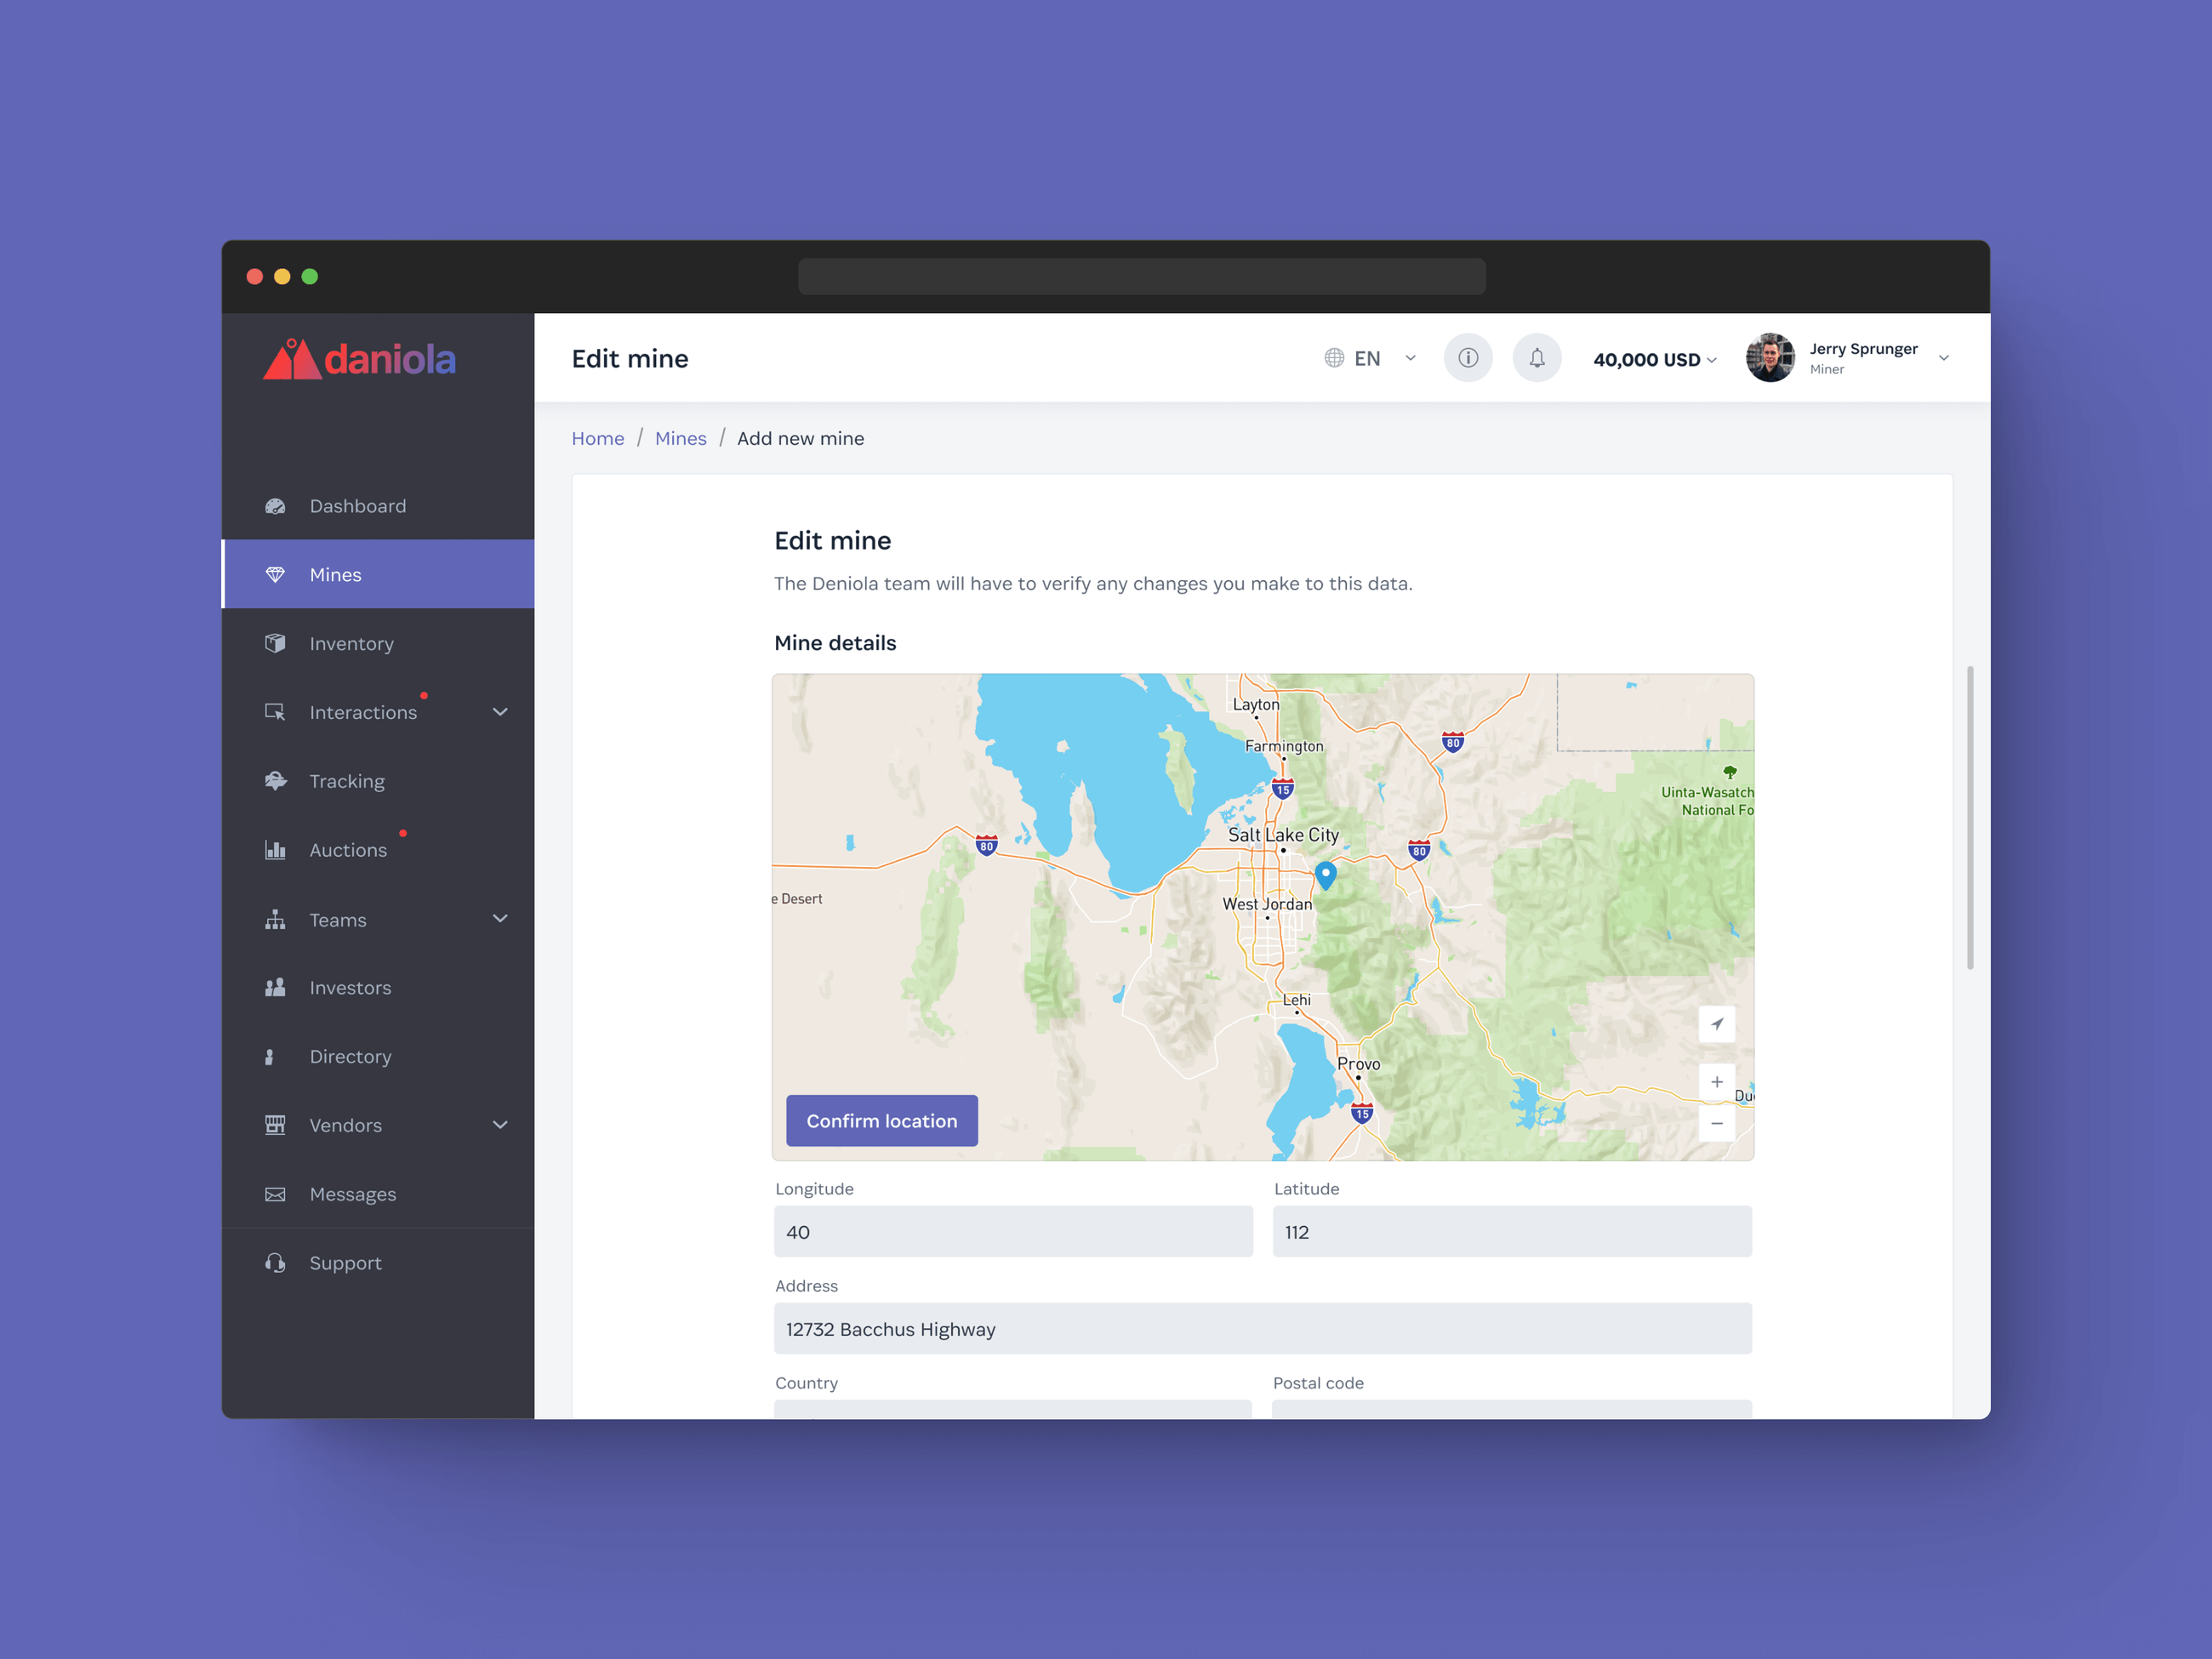 daniola
Edit mine
EN
40,000 USD
Jerry Sprunger
Miner
Home / Mines / Add new mine
Dashboard
Mines
Inventory
Interactions
Tracking
Auctions
Teams
Investors
Directory
Vendors
Messages
Support
Edit mine
The Deniola team will have to verify any changes you make to this data.
Mine details
Layton
Farmington
80
15
Uinta-Wasatch
National Fo
Salt Lake City
80
80
e Desert
West Jordan
Lehi
Provo
15
Du
Confirm location
Longitude
Latitude
40
112
Address
12732 Bacchus Highway
Country
Postal code